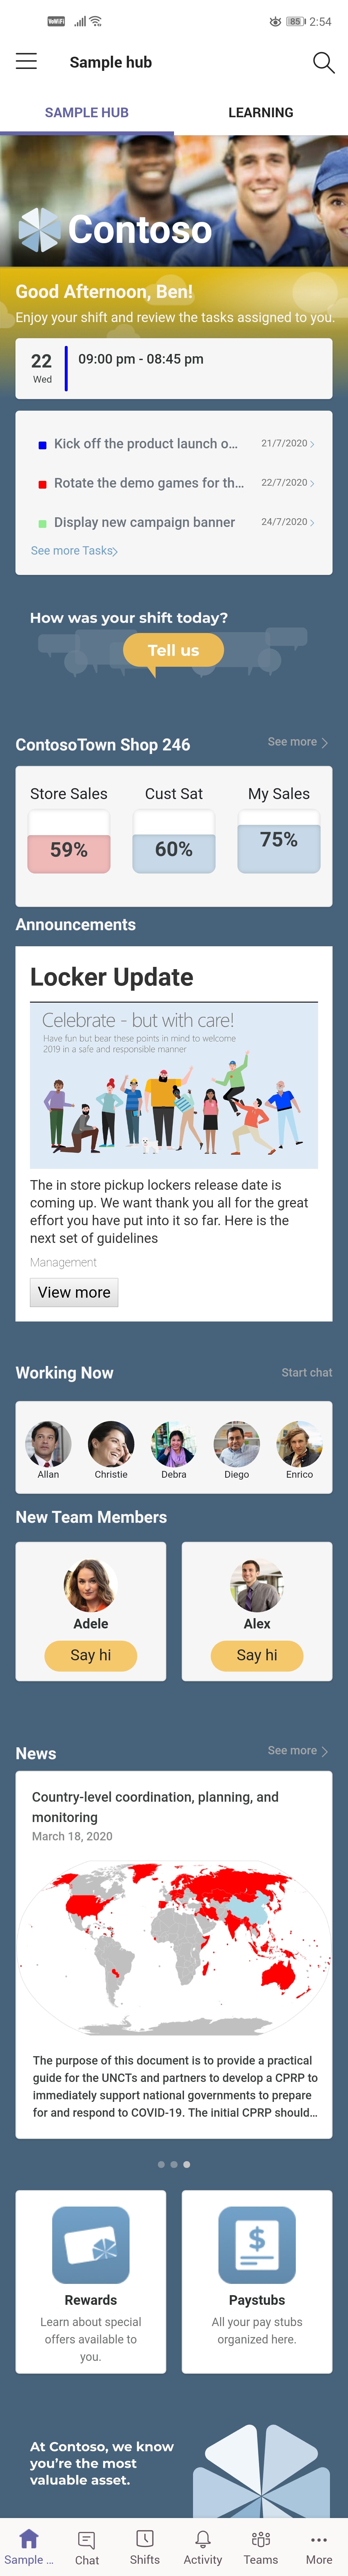 VoWiFi 85 2:54
Sample hub
SAMPLE HUB LEARNING
Contoso
Good Afternoon, Ben!
Enjoy your shift and review the tasks assigned to you.
22 09:00 pm - 08:45 pm
Wed
Kick off the product launch o... 21/7/2020
Rotate the demo games for th... 22/7/2020
Display new campaign banner 24/7/2020
See more Tasks
How was your shift today?
Tell us
ContosoTown Shop 246 See more
Store Sales Cust Sat My Sales
59% 60% 75%
Announcements
Locker Update
Celebrate - but with care!
Have fun but bear these points in mind to welcome
2019 in a safe and responsible manner
The in store pickup lockers release date is
coming up. We want thank you all for the great
effort you have put into it so far. Here is the
next set of guidelines
Management
View more
Working Now Start chat
Allan Christie Debra Diego Enrico
New Team Members
Adele Alex
Say hi Say hi
News See more
Country-level coordination, planning, and
monitoring
March 18, 2020
The purpose of this document is to provide a practical
guide for the UNCTs and partners to develop a CPRP to
immediately support national governments to prepare
for and respond to COVID-19. The initial CPRP should...
$
Rewards Paystubs
Learn about special All your pay stubs
offers available to organized here.
you.
At Contoso, we know
you're the most
valuable asset.
Sample ... Chat Shifts Activity Teams More